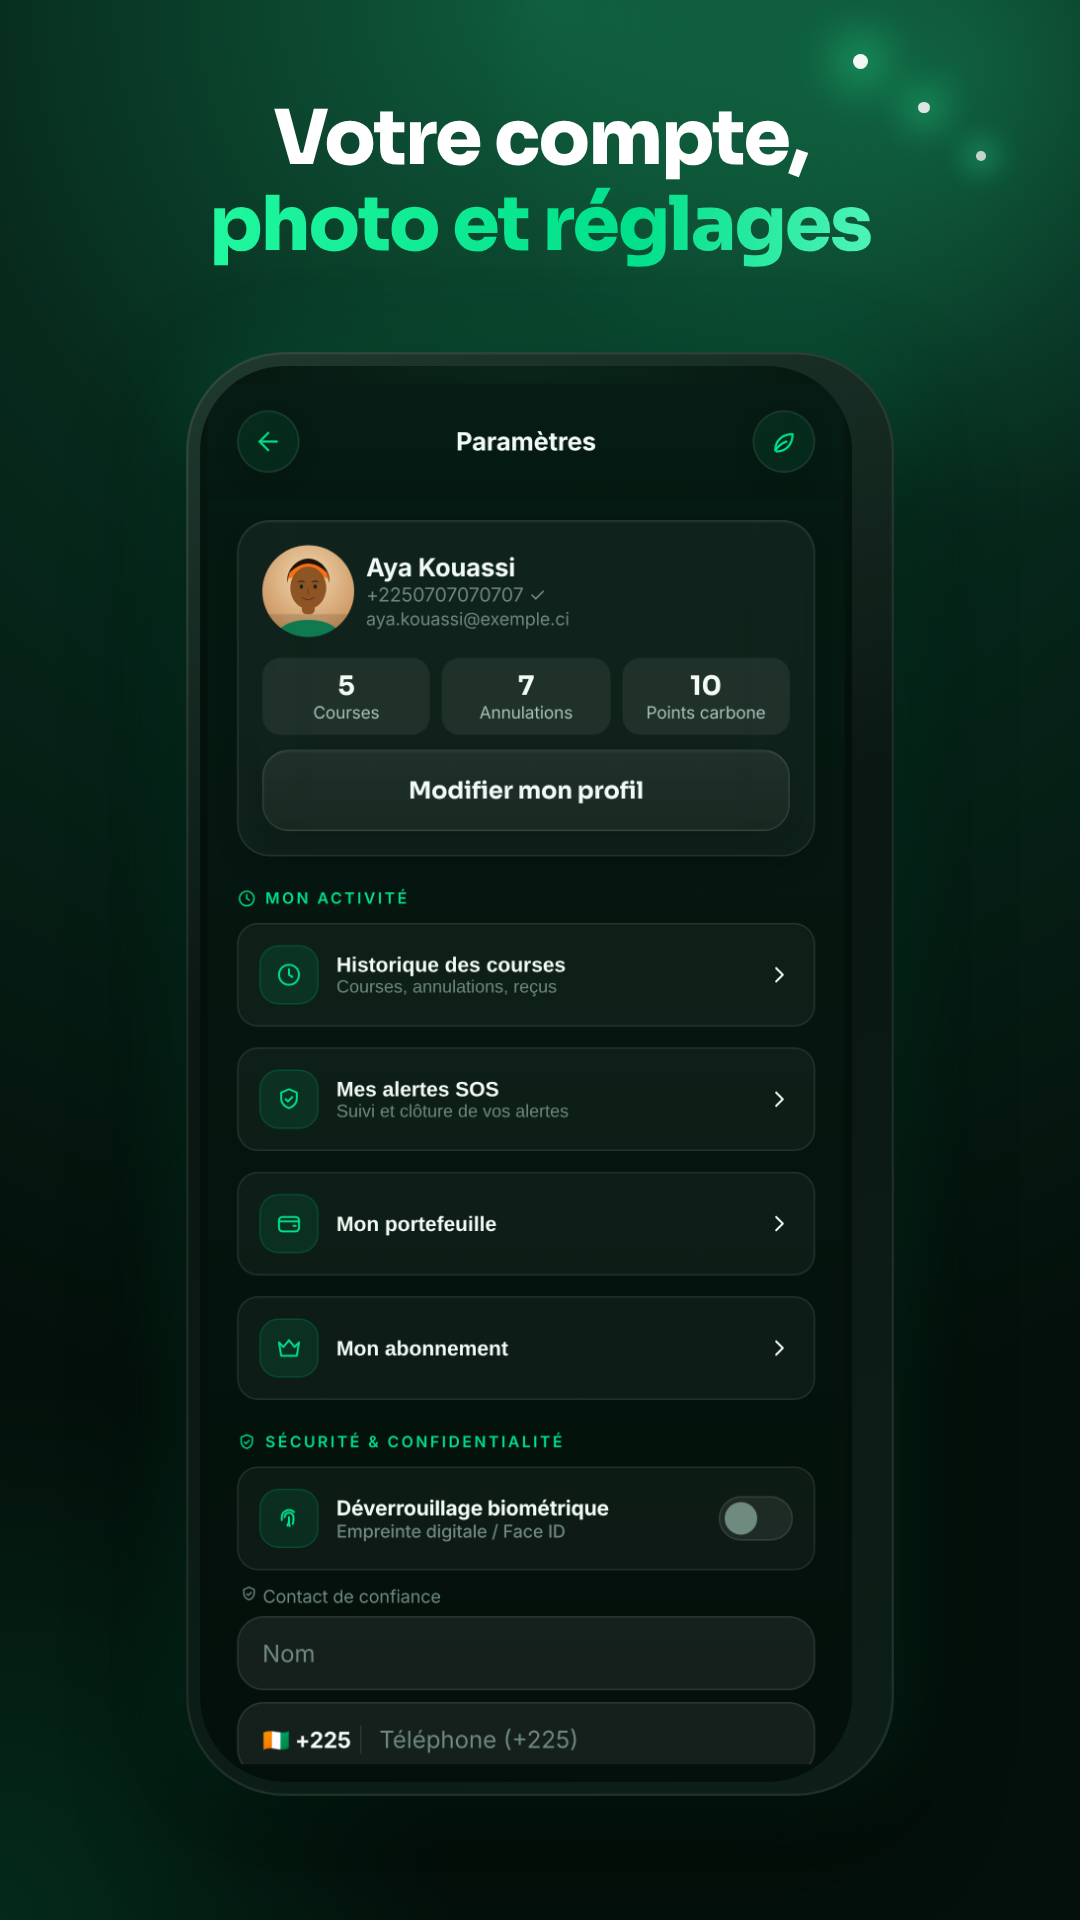 Votre compte,
photo et réglages
Paramètres
Aya Kouassi
+2250707070707
aya.kouassi@exemple.ci
5
Courses
7
Annulations
10
Points carbone
Modifier mon profil
MON ACTIVITÉ
Historique des courses
Courses, annulations, reçus
Mes alertes SOS
Suivi et clôture de vos alertes
Mon portefeuille
Mon abonnement
SÉCURITÉ & CONFIDENTIALITÉ
Déverrouillage biométrique
Empreinte digitale / Face ID
Contact de confiance
Nom
🇨🇮 +225 Téléphone (+225)